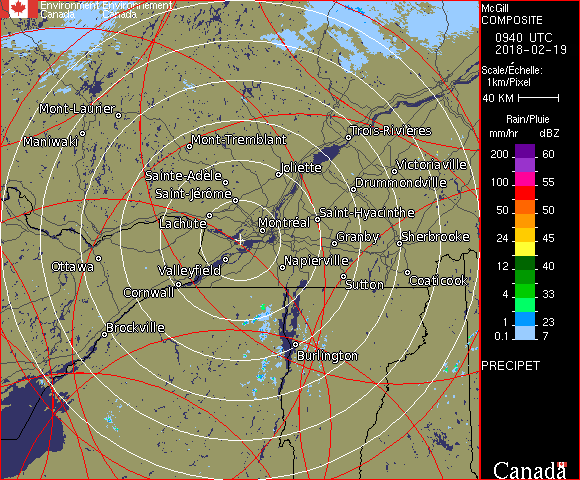 Environment Environnement
Canada Canada
McGill
COMPOSITE
0940 UTC
2018-02-19
Scale/Échelle:
1km/Pixel
40 KM
Rain/Pluie
mm/hr dBZ
200 60
150 57
100 55
50 50
24 45
12 40
4 33
1 23
0.1 7
PRECIPET
Canada
Mont-Laurier
Maniwaki
Mont-Tremblant
Trois-Rivières
Joliette
Victoriaville
Sainte-Adèle
Drummondville
Saint-Jérôme
Saint-Hyacinthe
Lachute
Montréal
Granby
Sherbrooke
Ottawa
Valleyfield
Napierville
Cornwall
Sutton
Coaticook
Brockville
Burlington